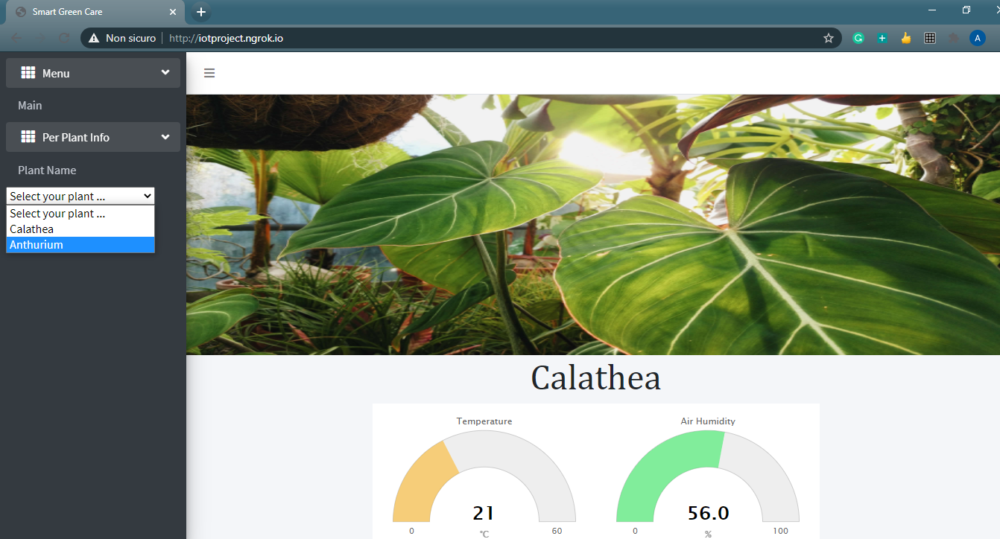 Smart Green Care
Non sicuro
http://iotproject.ngrok.io
A
Menu
Main
Per Plant Info
Plant Name
Select your plant ...
Select your plant ...
Calathea
Anthurium
Calathea
Temperature
21
0
60
°C
Air Humidity
56.0
0
100
%